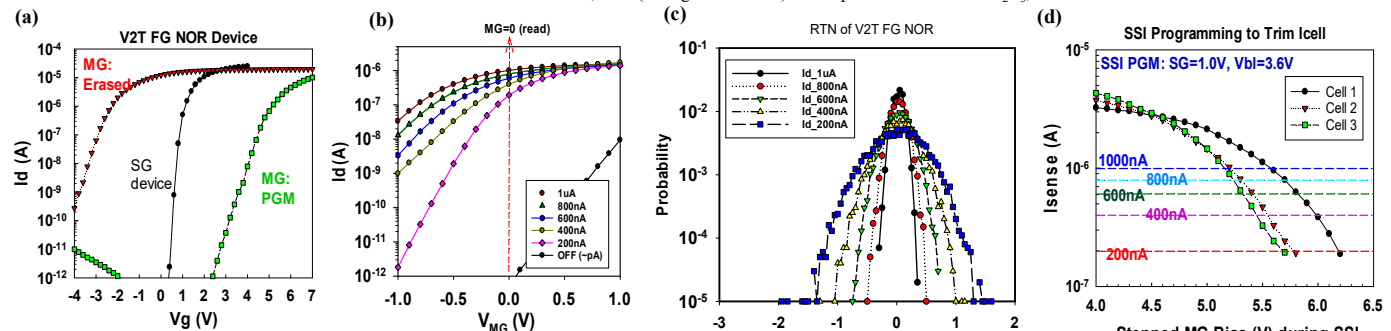 (a)
V2T FG NOR Device
10-4
10-5
10-6
10-7
10-8
10-9
10-10
10-11
10-12
Id (A)
MG:
Erased
SG
device
MG:
PGM
-4 -3 -2 -1 0 1 2 3 4 5 6 7
Vg (V)
(b)
MG=0 (read)
10-5
10-6
10-7
10-8
10-9
10-10
10-11
10-12
Id (A)
1uA
800nA
600nA
400nA
200nA
OFF (~pA)
-1.0 -0.5 0.0 0.5 1.0
VMG (V)
(c)
RTN of V2T FG NOR
10-1
10-2
10-3
10-4
10-5
Probability
Id_1uA
Id_800nA
Id_600nA
Id_400nA
Id_200nA
-3 -2 -1 0 1 2
(d)
SSI Programming to Trim Icell
10-5
10-6
10-7
Isense (A)
SSI PGM: SG=1.0V, Vbl=3.6V
Cell 1
Cell 2
Cell 3
1000nA
800nA
600nA
400nA
200nA
4.0 4.5 5.0 5.5 6.0 6.5
Stepped MG Bias (V) during SSI